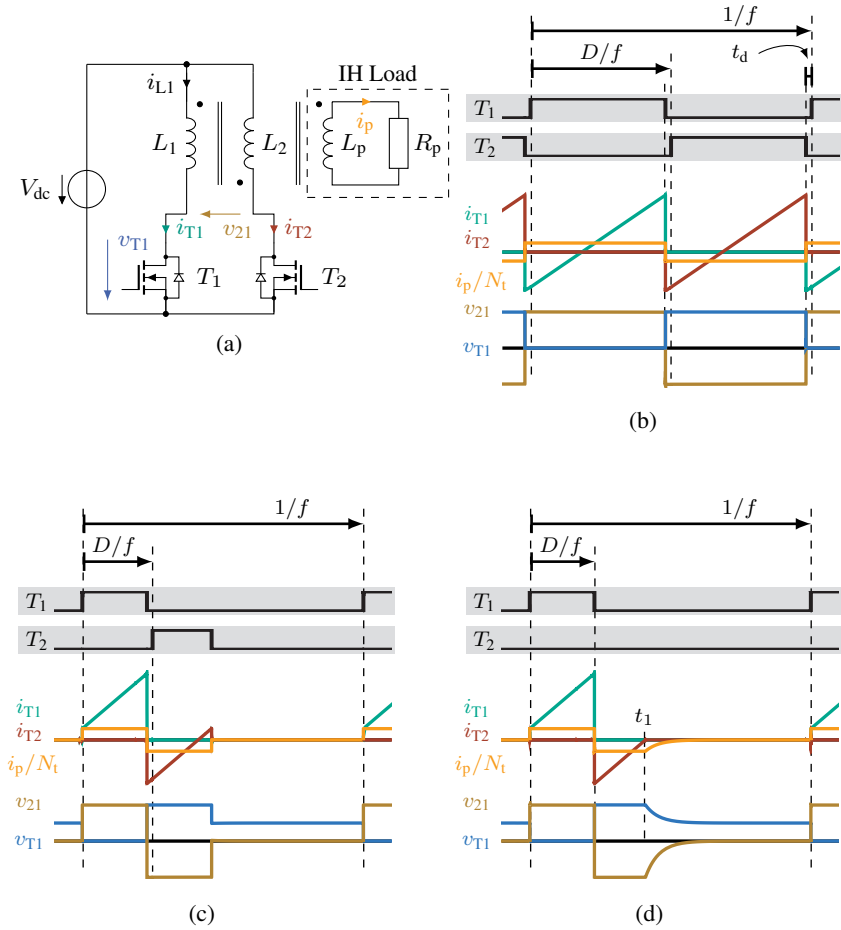 IH Load
i_L1
i_p
L_1
L_2
L_p
R_p
V_dc
v_T1
i_T1
v_21
i_T2
T_1
T_2
(a)
1/f
D/f
t_d
T_1
T_2
i_T1
i_T2
i_p/N_t
v_21
v_T1
(b)
1/f
D/f
T_1
T_2
i_T1
i_T2
i_p/N_t
v_21
v_T1
(c)
1/f
D/f
T_1
T_2
i_T1
t_1
i_T2
i_p/N_t
v_21
v_T1
(d)